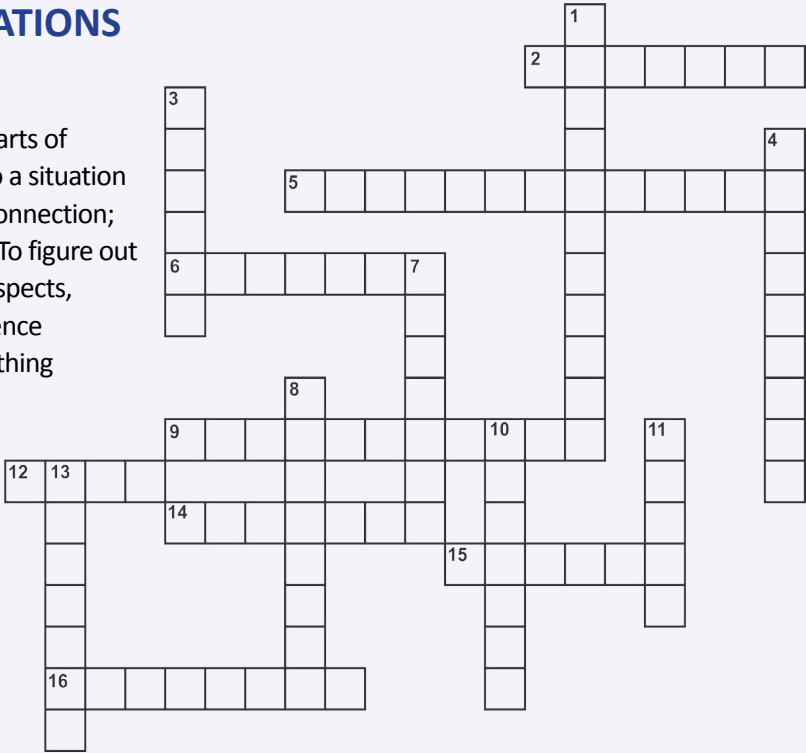 ATIONS
arts of
o a situation
onnection;
To figure out
spects,
ence
thing
1
2
3
4
5
6 7
8
9 10 11
12 13
14
15
16